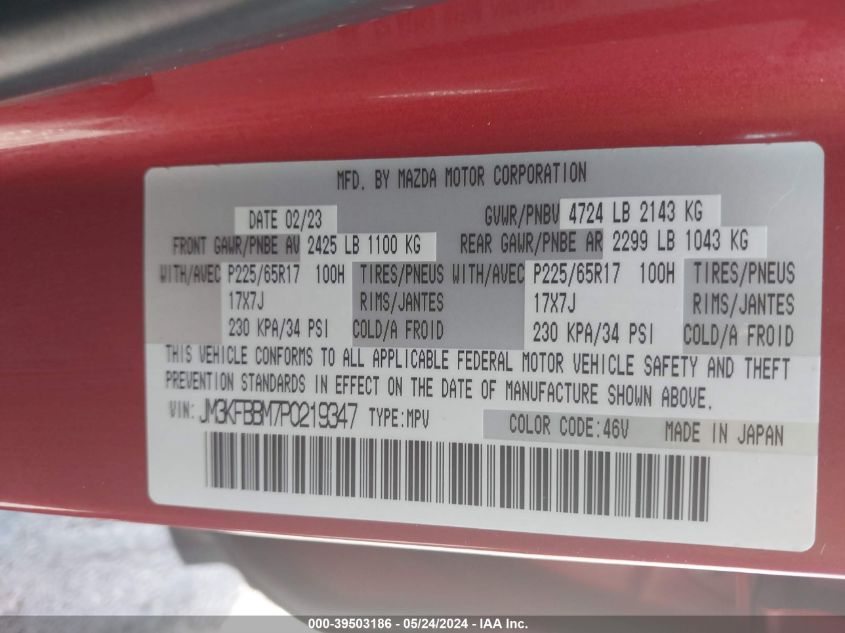 MFD. BY MAZDA MOTOR CORPORATION
DATE 02/23 GVWR/PNBV 4724 LB 2143 KG
FRONT GAWR/PNBE AV 2425 LB 1100 KG REAR GAWR/PNBE AR 2299 LB 1043 KG
WITH/AVEC P225/65R17 100H TIRES/PNEUS WITH/AVEC P225/65R17 100H TIRES/PNEUS
17X7J RIMS/JANTES 17X7J RIMS/JANTES
230 KPA/34 PSI COLD/A FROID 230 KPA/34 PSI COLD/A FROID
THIS VEHICLE CONFORMS TO ALL APPLICABLE FEDERAL MOTOR VEHICLE SAFETY AND THEFT
PREVENTION STANDARDS IN EFFECT ON THE DATE OF MANUFACTURE SHOWN ABOVE.
VIN: JM3KFBBM7P0219347 TYPE:MPV COLOR CODE:46V MADE IN JAPAN
000-39503186 - 05/24/2024 - IAA Inc.